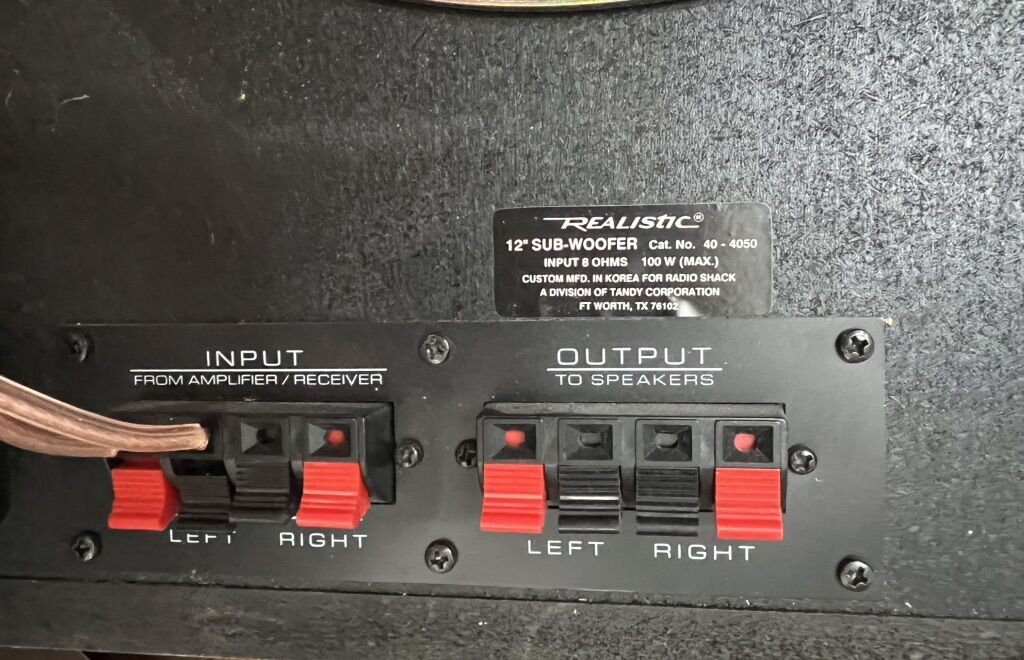 REALISTIC®
12" SUB-WOOFER Cat. No. 40 - 4050
INPUT 8 OHMS 100 W (MAX.)
CUSTOM MFD. IN KOREA FOR RADIO SHACK
A DIVISION OF TANDY CORPORATION
FT WORTH, TX 76102
INPUT
FROM AMPLIFIER / RECEIVER
OUTPUT
TO SPEAKERS
LEFT RIGHT
LEFT RIGHT